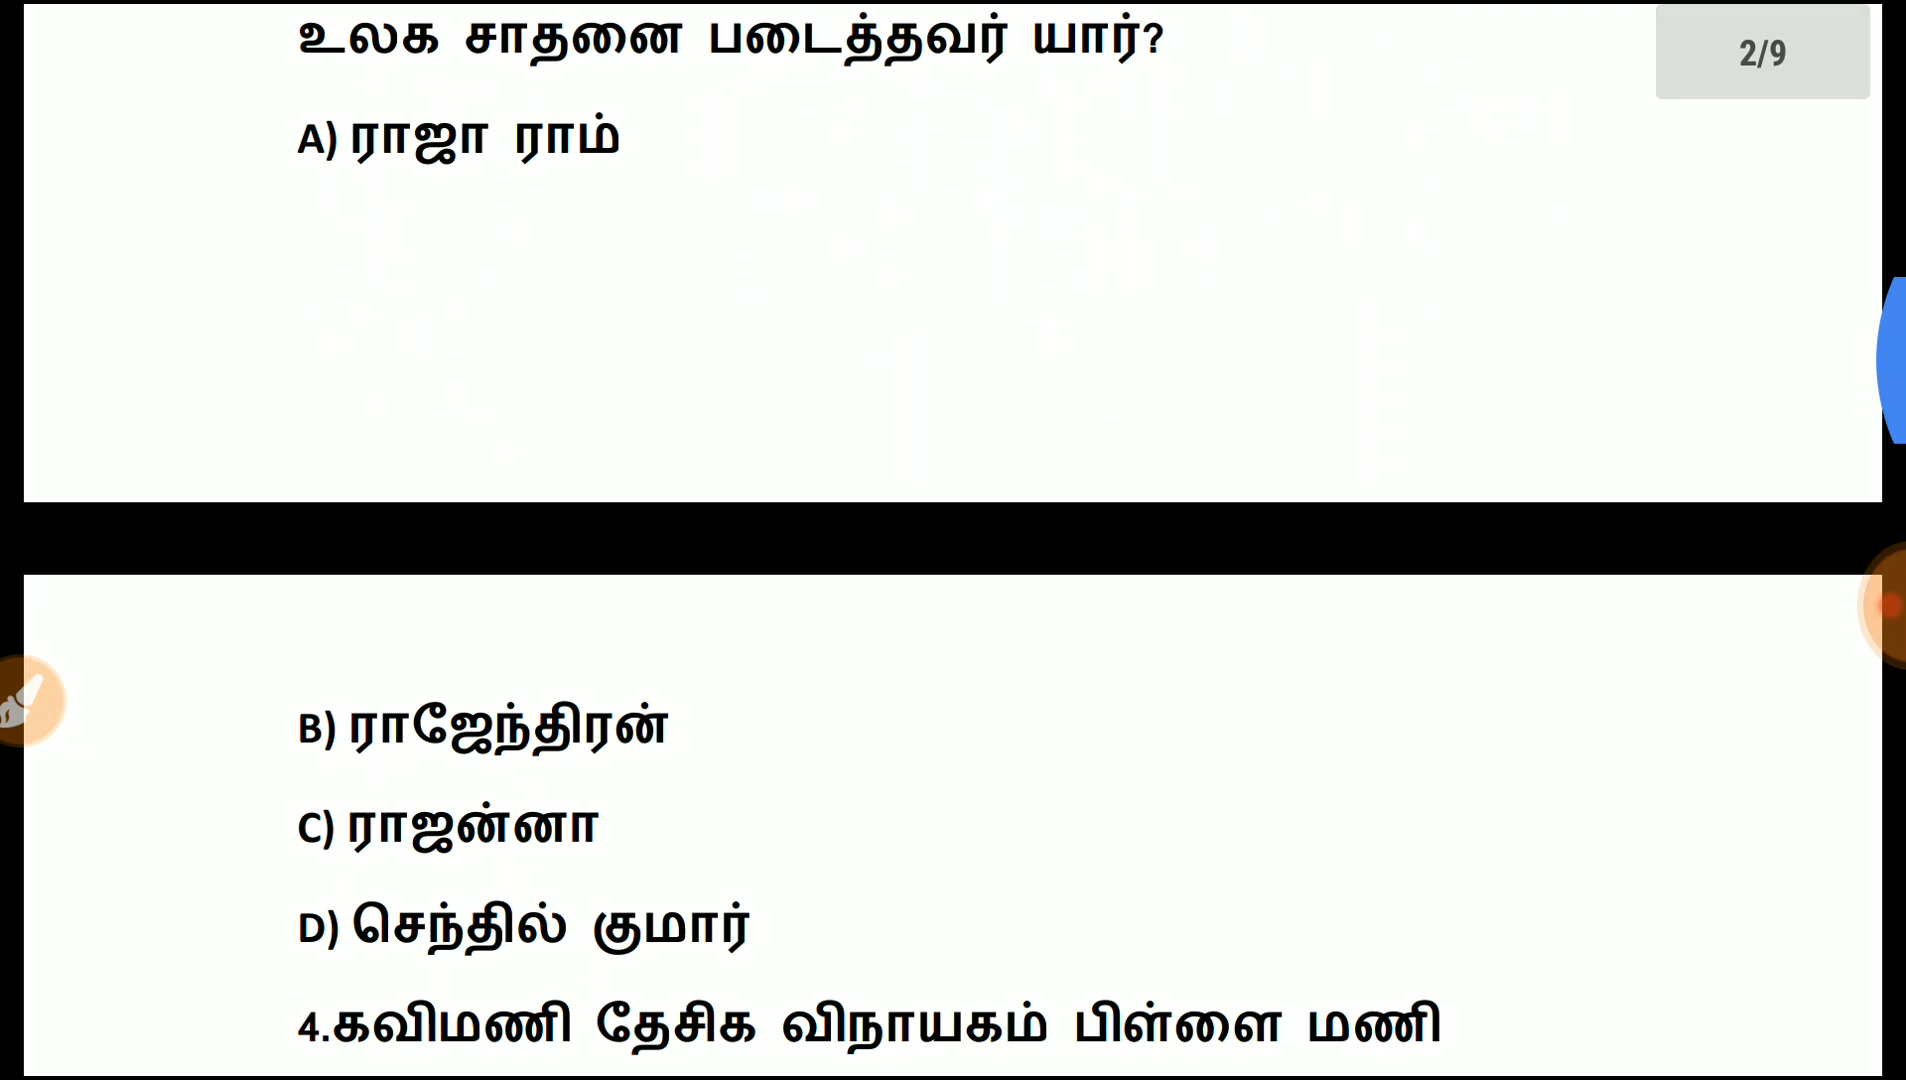 உலக சாதனை படைத்தவர் யார்?
2/9
A) ராஜா ராம்
B) ராஜேந்திரன்
C) ராஜன்னா
D) செந்தில் குமார்
4.கவிமணி தேசிக விநாயகம் பிள்ளை மணி